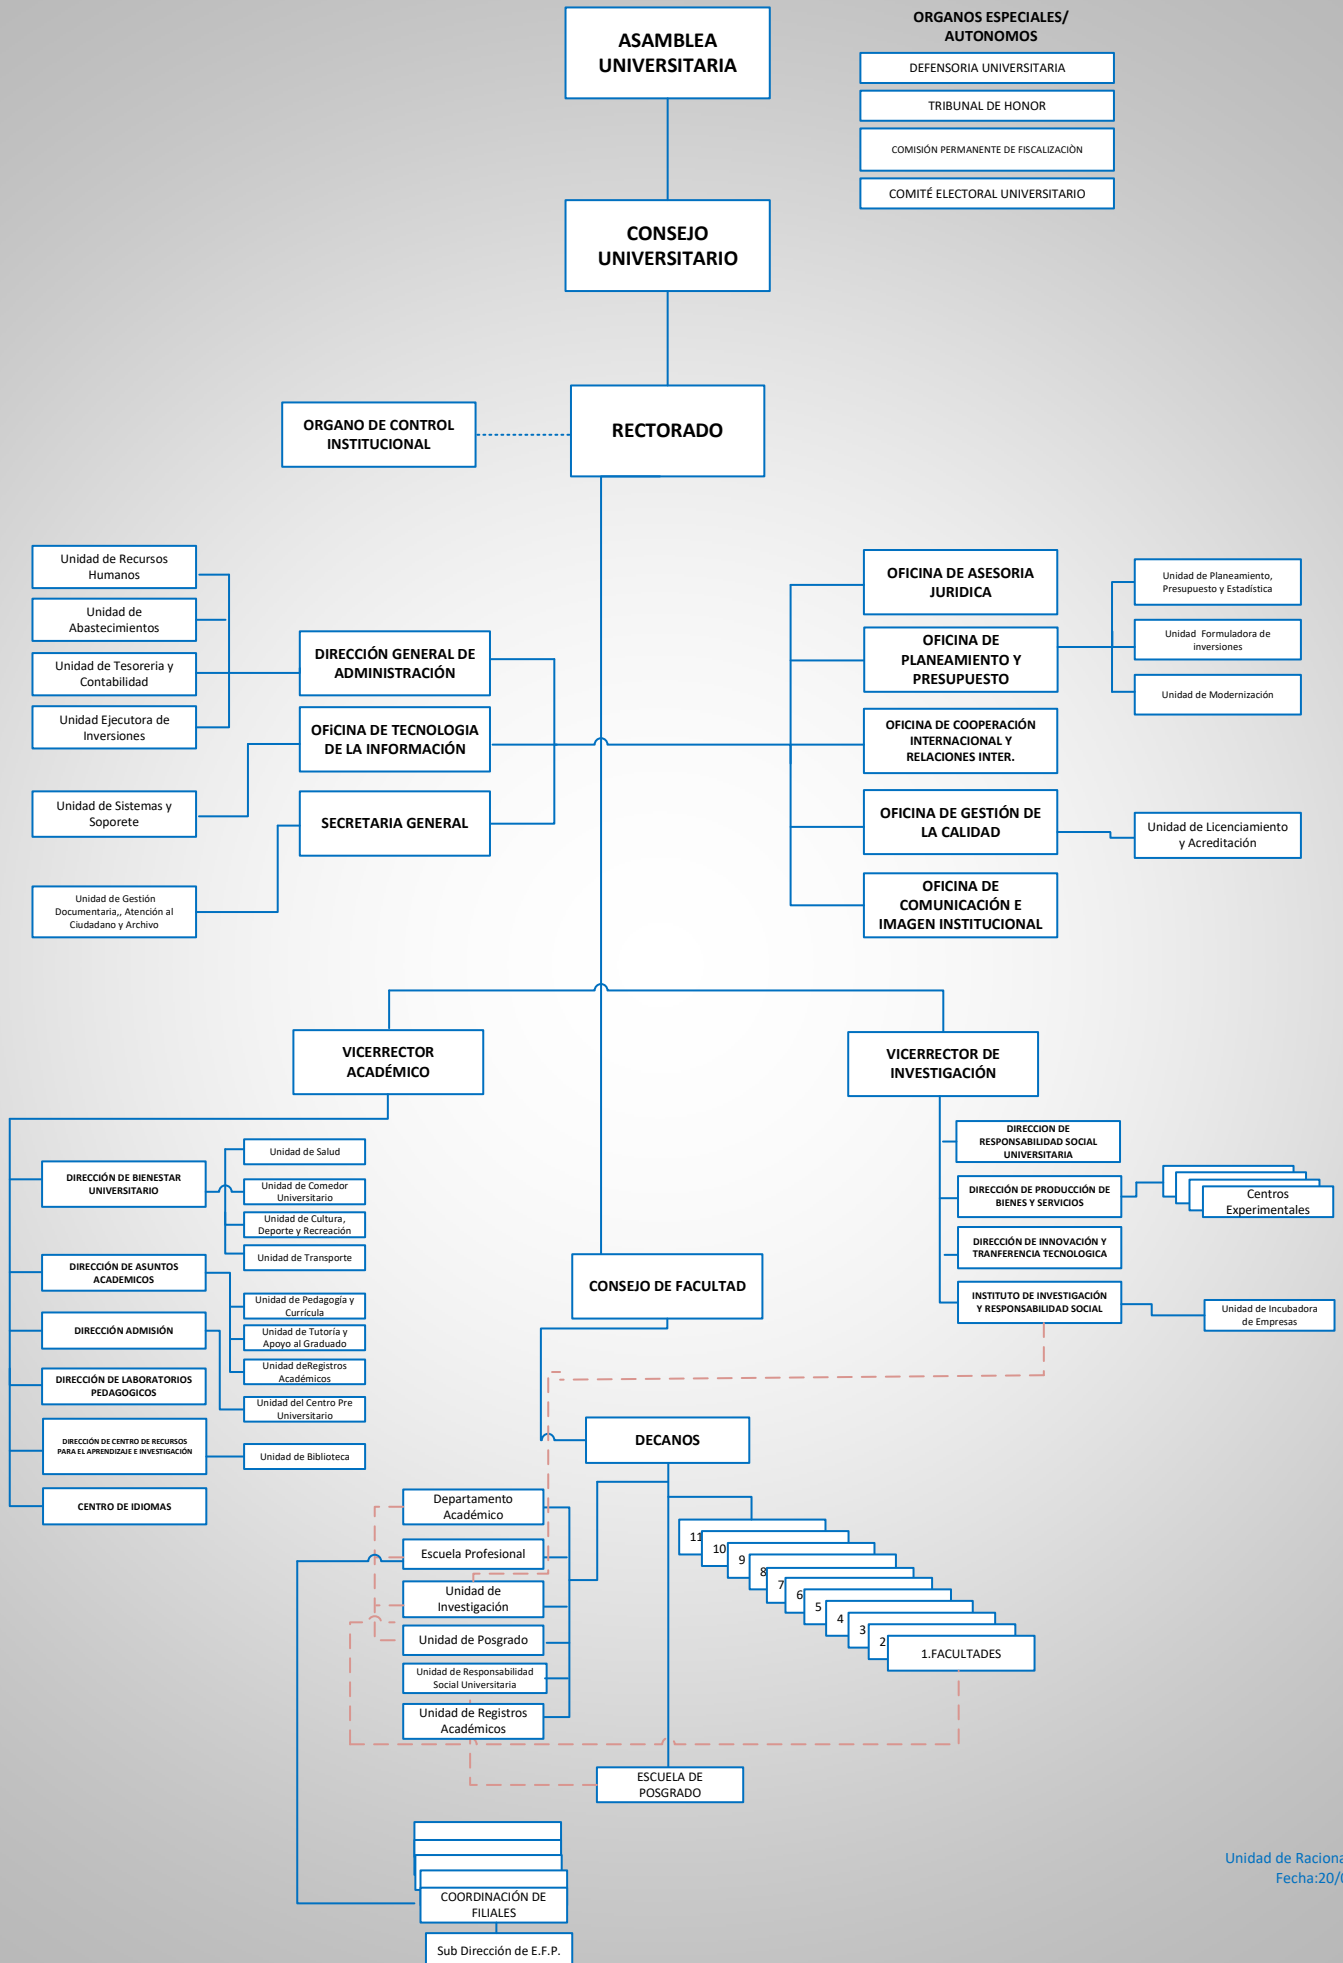 ASAMBLEA
UNIVERSITARIA
ORGANOS ESPECIALES/
AUTONOMOS
DEFENSORIA UNIVERSITARIA
TRIBUNAL DE HONOR
COMISIÓN PERMANENTE DE FISCALIZACIÒN
COMITÉ ELECTORAL UNIVERSITARIO
CONSEJO
UNIVERSITARIO
RECTORADO
ORGANO DE CONTROL
INSTITUCIONAL
Unidad de Recursos
Humanos
Unidad de
Abastecimientos
Unidad de Tesoreria y
Contabilidad
Unidad Ejecutora de
Inversiones
Unidad de Sistemas y
Soporete
Unidad de Gestión
Documentaria,, Atención al
Ciudadano y Archivo
DIRECCIÓN GENERAL DE
ADMINISTRACIÓN
OFiCINA DE TECNOLOGIA
DE LA INFORMACIÓN
SECRETARIA GENERAL
OFICINA DE ASESORIA
JURIDICA
OFICINA DE
PLANEAMIENTO Y
PRESUPUESTO
OFICINA DE COOPERACIÓN
INTERNACIONAL Y
RELACIONES INTER.
OFICINA DE GESTIÓN DE
LA CALIDAD
OFICINA DE
COMUNICACIÓN E
IMAGEN INSTITUCIONAL
Unidad de Planeamiento,
Presupuesto y Estadística
Unidad Formuladora de
inversiones
Unidad de Modernización
Unidad de Licenciamiento
y Acreditación
VICERRECTOR
ACADÉMICO
VICERRECTOR DE
INVESTIGACIÓN
DIRECCIÓN DE BIENESTAR
UNIVERSITARIO
DIRECCIÓN DE ASUNTOS
ACADEMICOS
DIRECCIÓN ADMISIÓN
DIRECCIÓN DE LABORATORIOS
PEDAGOGICOS
DIRECCIÓN DE CENTRO DE RECURSOS
PARA EL APRENDIZAJE E INVESTIGACIÓN
CENTRO DE IDIOMAS
Unidad de Salud
Unidad de Comedor
Universitario
Unidad de Cultura,
Deporte y Recreación
Unidad de Transporte
Unidad de Pedagogía y
Currícula
Unidad de Tutoría y
Apoyo al Graduado
Unidad deRegistros
Académicos
Unidad del Centro Pre
Universitario
Unidad de Biblioteca
DIRECCION DE
RESPONSABILIDAD SOCIAL
UNIVERSITARIA
DIRECCIÓN DE PRODUCCIÓN DE
BIENES Y SERVICIOS
DIRECCIÓN DE INNOVACIÓN Y
TRANFERENCIA TECNOLOGICA
INSTITUTO DE INVESTIGACIÓN
Y RESPONSABILIDAD SOCIAL
Centros
Experimentales
Unidad de Incubadora
de Empresas
CONSEJO DE FACULTAD
DECANOS
Departamento
Académico
Escuela Profesional
Unidad de
Investigación
Unidad de Posgrado
Unidad de Responsabilidad
Social Universitaria
Unidad de Registros
Académicos
11
10
9
8
7
6
5
4
3
2
1.FACULTADES
ESCUELA DE
POSGRADO
COORDINACIÓN DE
FILIALES
Sub Dirección de E.F.P.
Unidad de
Fecha:20/